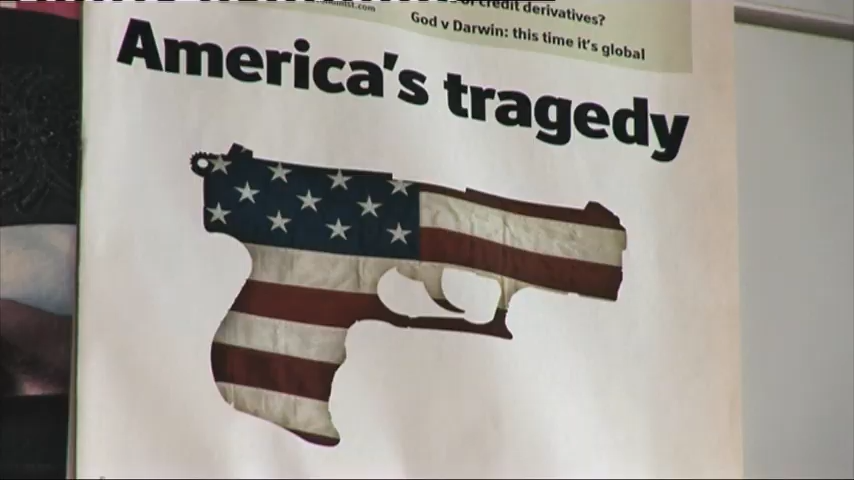 credit derivatives?
God v Darwin: this time it's global
America's tragedy